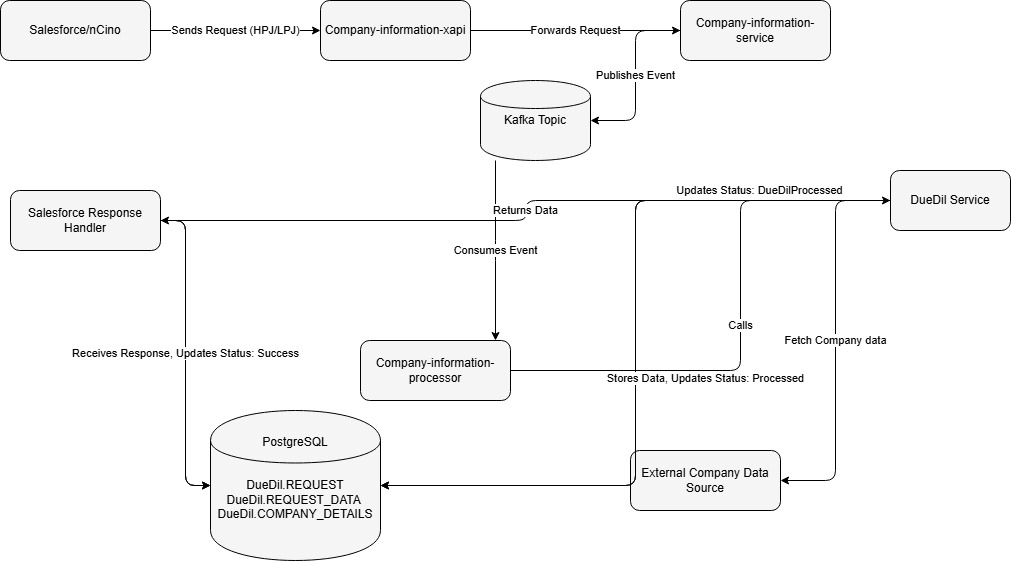 Salesforce/nCino
Sends Request (HPJ/LPJ)
Company-information-xapi
Forwards Request
Company-information-
service
Publishes Event
Kafka Topic
Updates Status: DueDilProcessed
DueDil Service
Salesforce Response
Handler
Returns Data
Consumes Event
Calls
Fetch Company data
Receives Response, Updates Status: Success
Company-information-
processor
Stores Data, Updates Status: Processed
PostgreSQL
DueDil.REQUEST
DueDil.REQUEST_DATA
DueDil.COMPANY_DETAILS
External Company Data
Source